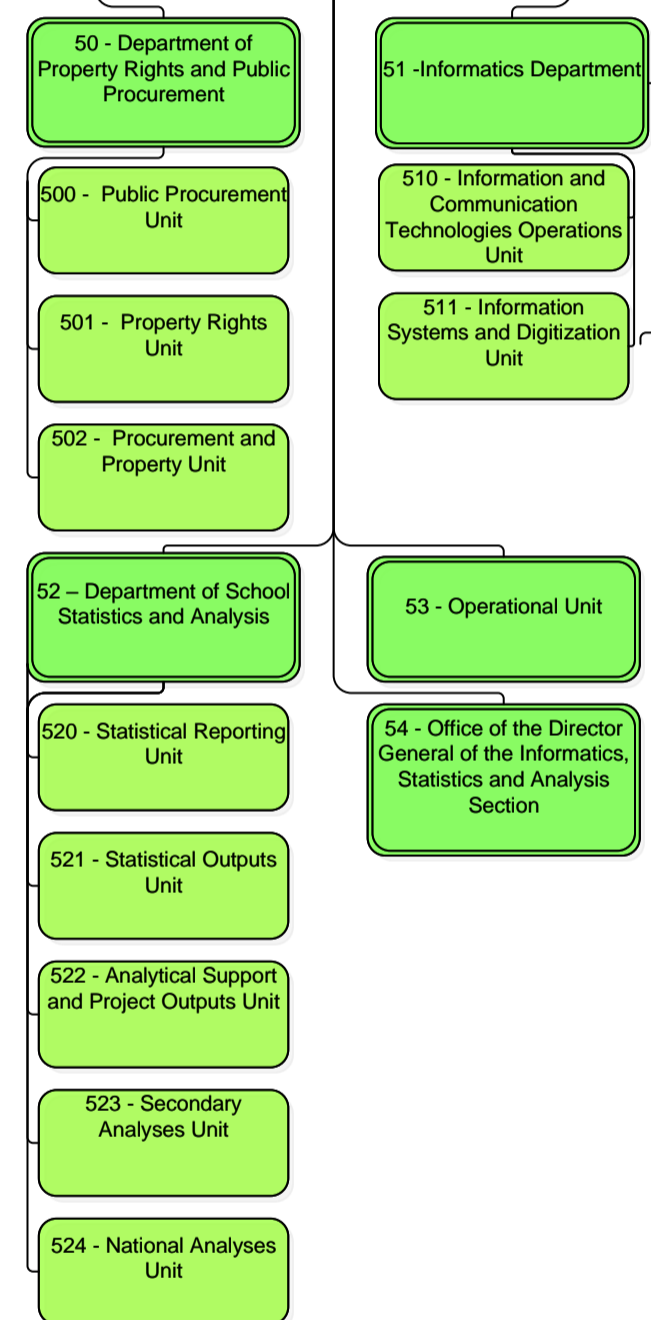 50 - Department of
Property Rights and Public
Procurement
51 -Informatics Department
500 -  Public Procurement
Unit
510 - Information and
Communication
Technologies Operations
Unit
501 -  Property Rights
Unit
511 - Information
Systems and Digitization
Unit
502 -  Procurement and
Property Unit
52 – Department of School
Statistics and Analysis
53 - Operational Unit
520 - Statistical Reporting
Unit
54 - Office of the Director
General of the Informatics,
Statistics and Analysis
Section
521 - Statistical Outputs
Unit
522 - Analytical Support
and Project Outputs Unit
523 - Secondary
Analyses Unit
524 - National Analyses
Unit